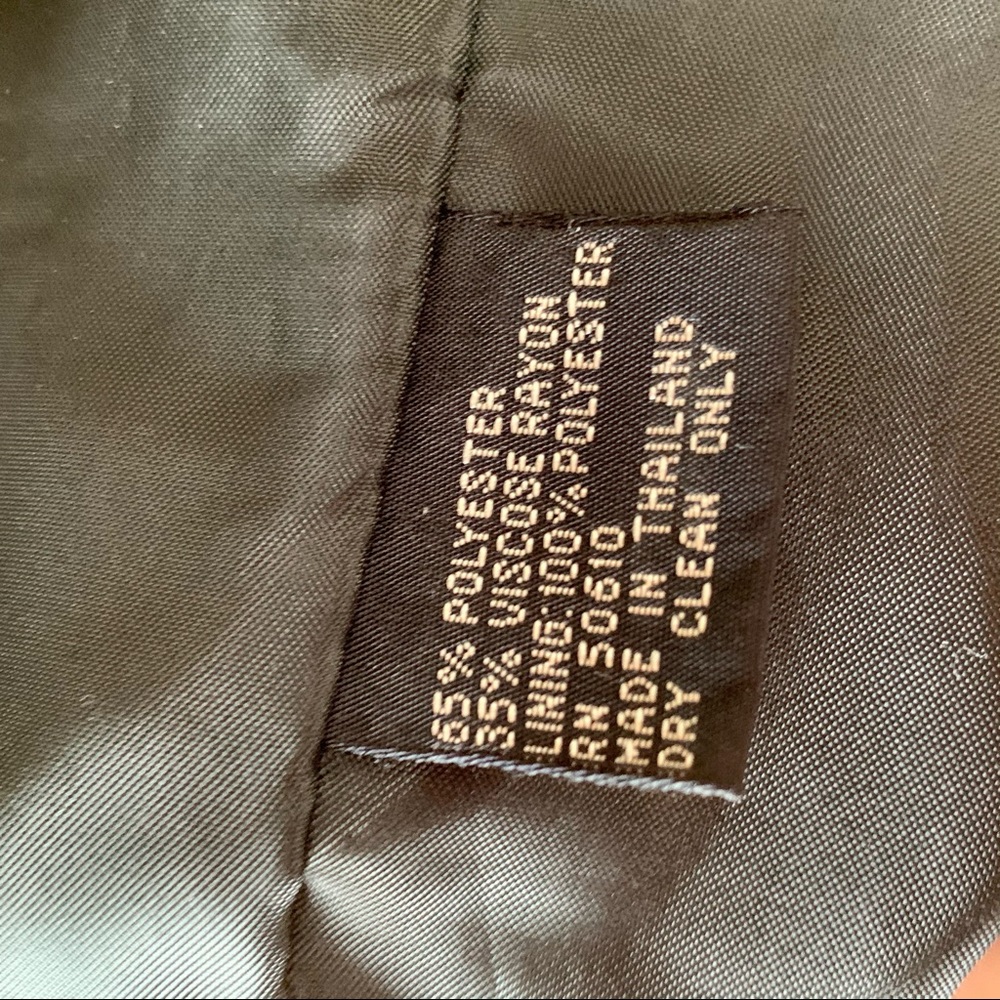 65% POLYESTER
35% VISCOSE RAYON
LINING:100% POLYESTER
RN 50610
MADE IN THAILAND
DRY CLEAN ONLY